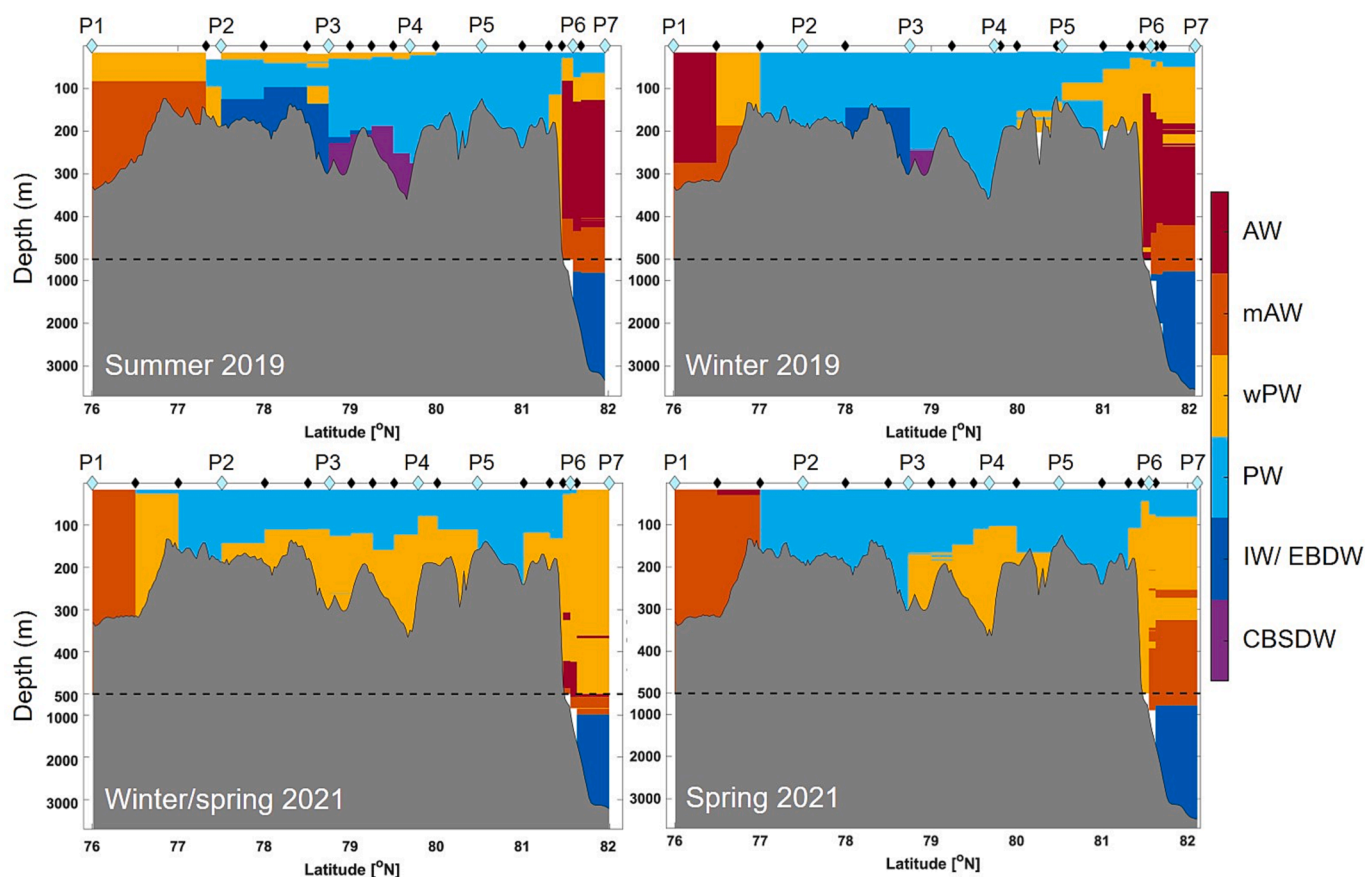 P1 P2 P3 P4 P5 P6 P7
P1 P2 P3 P4 P5 P6 P7
Depth (m)
100
200
300
400
500
1000
2000
3000
Summer 2019
76 77 78 79 80 81 82
Latitude [°N]
100
200
300
400
500
1000
2000
3000
Winter 2019
76 77 78 79 80 81 82
Latitude [°N]
P1 P2 P3 P4 P5 P6 P7
P1 P2 P3 P4 P5 P6 P7
Depth (m)
100
200
300
400
500
1000
2000
3000
Winter/spring 2021
76 77 78 79 80 81 82
Latitude [°N]
100
200
300
400
500
1000
2000
3000
Spring 2021
76 77 78 79 80 81 82
Latitude [°N]
AW
mAW
wPW
PW
IW/ EBDW
CBSDW